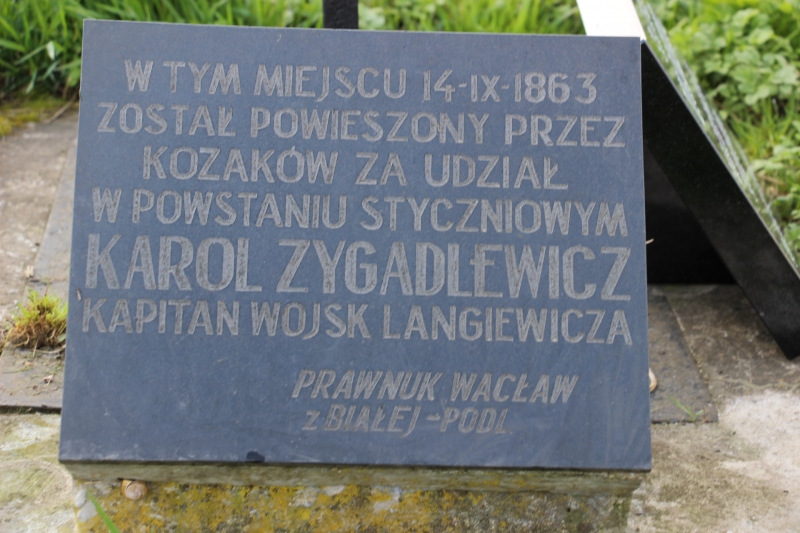 W TYM MIEJSCU 14-IX-1863
ZOSTAŁ POWIESZONY PRZEZ
KOZAKÓW ZA UDZIAŁ
W POWSTANIU STYCZNIOWYM
KAROL ZYGADLEWICZ
KAPITAN WOJSK LANGIEWICZA
PRAWNUK WACŁAW
z BIAŁEJ-PODL.